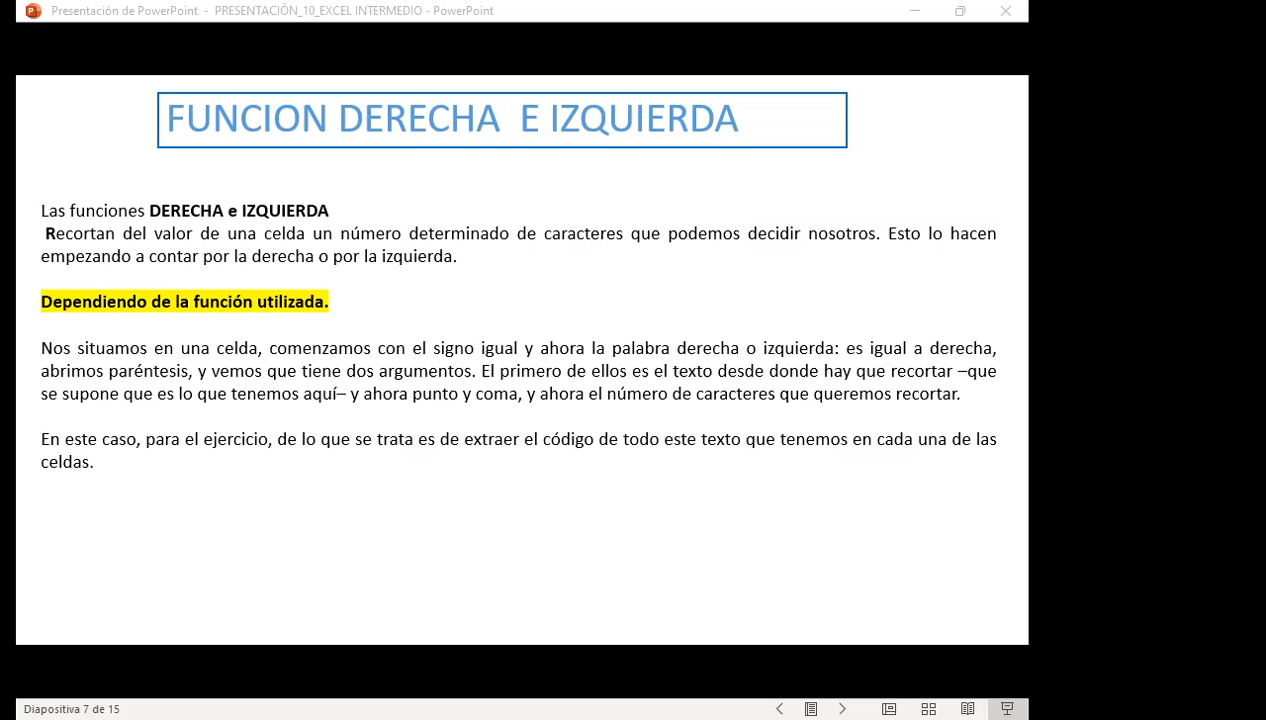 Presentación de PowerPoint - PRESENTACIÓN_10_EXCEL INTERMEDIO - PowerPoint
FUNCION DERECHA E IZQUIERDA
Las funciones DERECHA e IZQUIERDA
Recortan del valor de una celda un número determinado de caracteres que podemos decidir nosotros. Esto lo hacen
empezando a contar por la derecha o por la izquierda.
Dependiendo de la función utilizada.
Nos situamos en una celda, comenzamos con el signo igual y ahora la palabra derecha o izquierda: es igual a derecha,
abrimos paréntesis, y vemos que tiene dos argumentos. El primero de ellos es el texto desde donde hay que recortar –que
se supone que es lo que tenemos aquí– y ahora punto y coma, y ahora el número de caracteres que queremos recortar.
En este caso, para el ejercicio, de lo que se trata es de extraer el código de todo este texto que tenemos en cada una de las
celdas.
Diapositiva 7 de 15